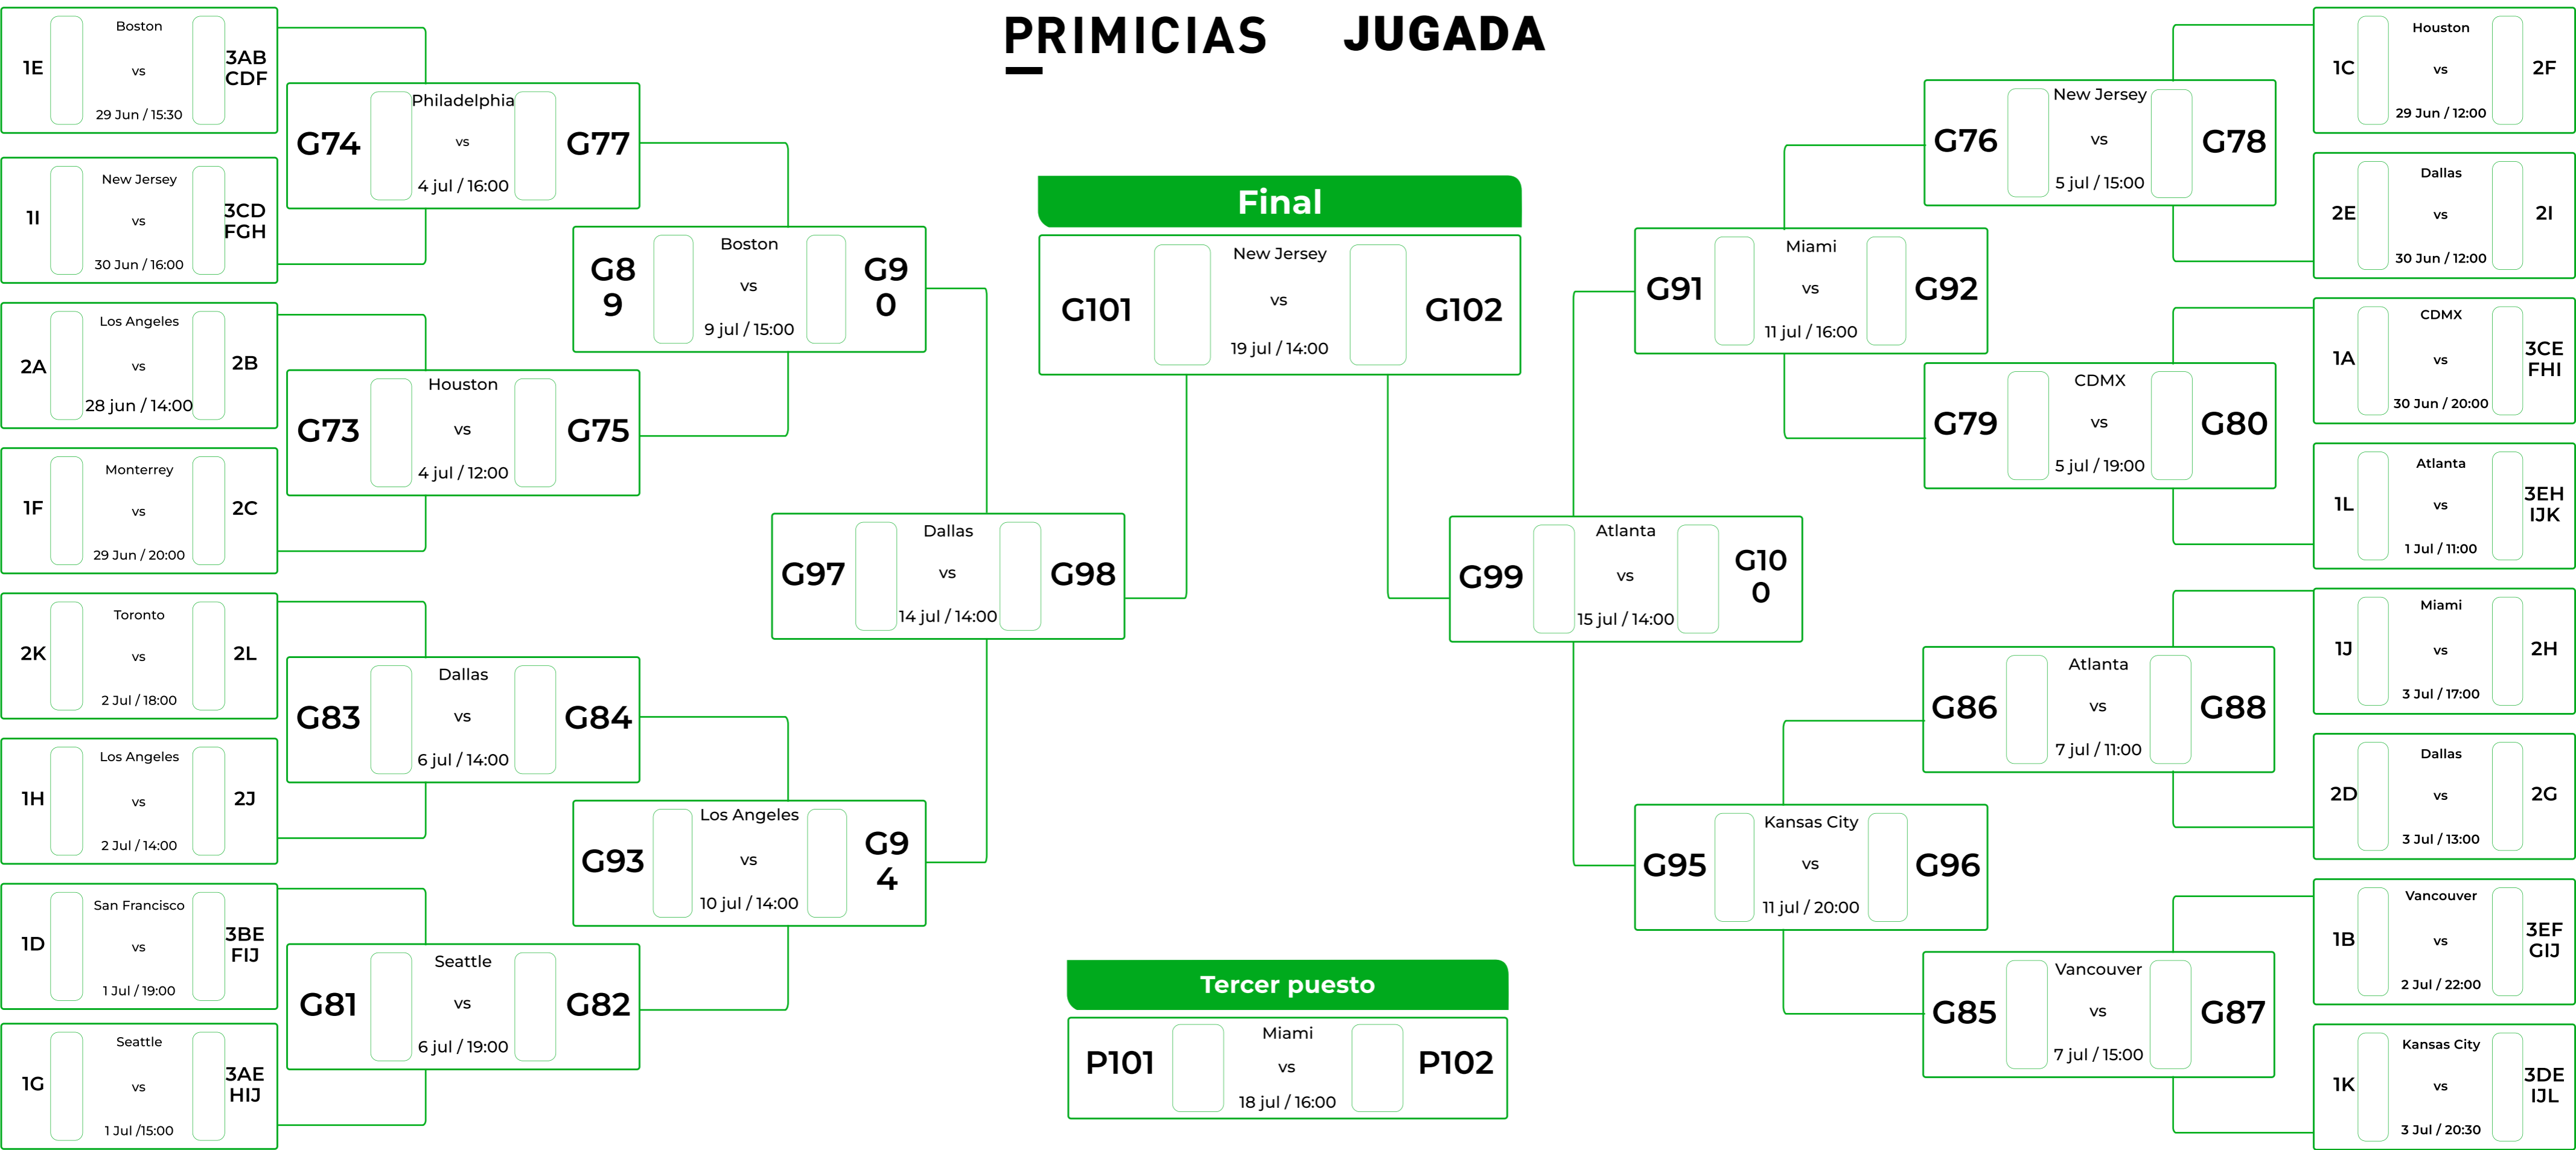 PRIMICIAS
JUGADA
1E
Boston
vs
29 Jun / 15:30
3AB
CDF
1I
New Jersey
vs
30 Jun / 16:00
3CD
FGH
2A
Los Angeles
vs
28 jun / 14:00
2B
1F
Monterrey
vs
29 Jun / 20:00
2C
2K
Toronto
vs
2 Jul / 18:00
2L
1H
Los Angeles
vs
2 Jul / 14:00
2J
1D
San Francisco
vs
1 Jul / 19:00
3BE
FIJ
1G
Seattle
vs
1 Jul /15:00
3AE
HIJ
G74
Philadelphia
vs
4 jul / 16:00
G77
G73
Houston
vs
4 jul / 12:00
G75
G83
Dallas
vs
6 jul / 14:00
G84
G81
Seattle
vs
6 jul / 19:00
G82
G8
9
Boston
vs
9 jul / 15:00
G9
0
G93
Los Angeles
vs
10 jul / 14:00
G9
4
G97
Dallas
vs
14 jul / 14:00
G98
Final
G101
New Jersey
vs
19 jul / 14:00
G102
Tercer puesto
P101
Miami
vs
18 jul / 16:00
P102
G99
Atlanta
vs
15 jul / 14:00
G10
0
G91
Miami
vs
11 jul / 16:00
G92
G95
Kansas City
vs
11 jul / 20:00
G96
G76
New Jersey
vs
5 jul / 15:00
G78
G79
CDMX
vs
5 jul / 19:00
G80
G86
Atlanta
vs
7 jul / 11:00
G88
G85
Vancouver
vs
7 jul / 15:00
G87
1C
Houston
vs
29 Jun / 12:00
2F
2E
Dallas
vs
30 Jun / 12:00
2I
1A
CDMX
vs
30 Jun / 20:00
3CE
FHI
1L
Atlanta
vs
1 Jul / 11:00
3EH
IJK
1J
Miami
vs
3 Jul / 17:00
2H
2D
Dallas
vs
3 Jul / 13:00
2G
1B
Vancouver
vs
2 Jul / 22:00
3EF
GIJ
1K
Kansas City
vs
3 Jul / 20:30
3DE
IJL